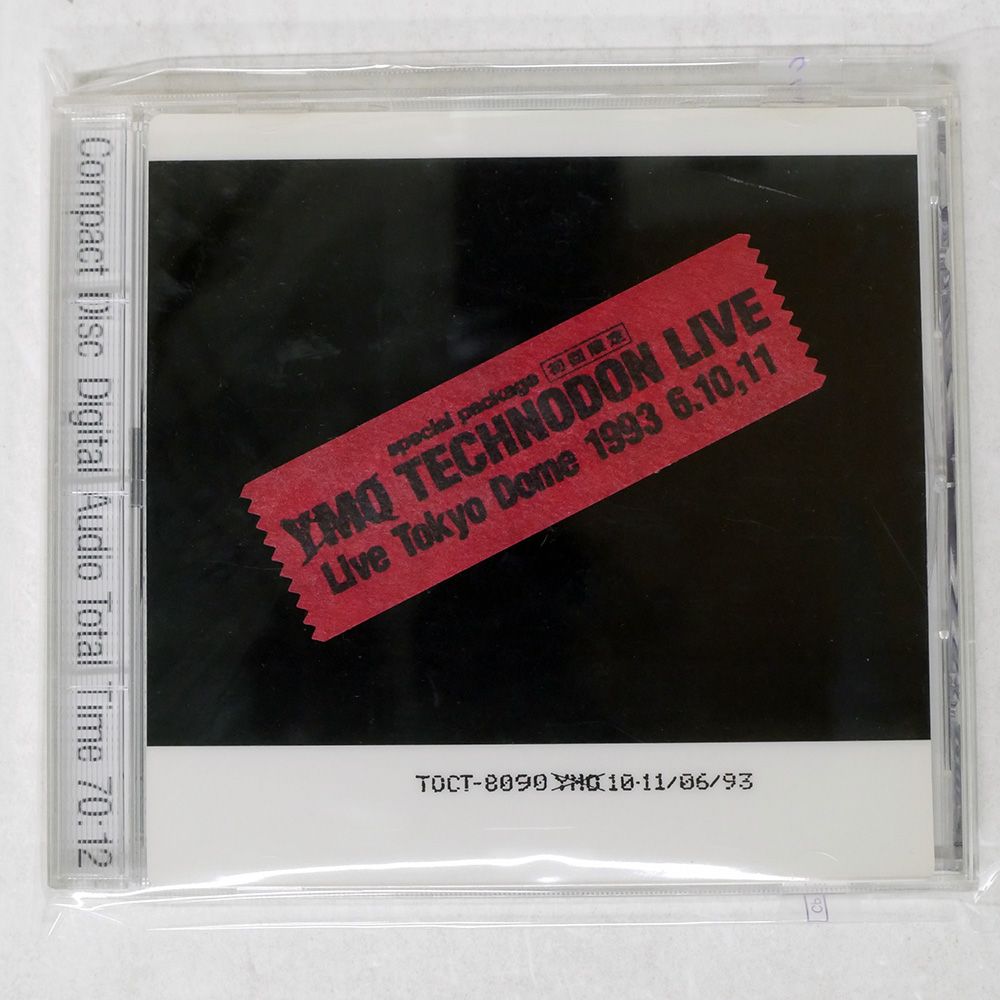 Compact Disc Digital Audio Total Time 70:12
special package 初回限定
YMO TECHNODON LIVE
Live Tokyo Dome 1993 6.10,11
TOCT-8090 YMO 10·11/06/93